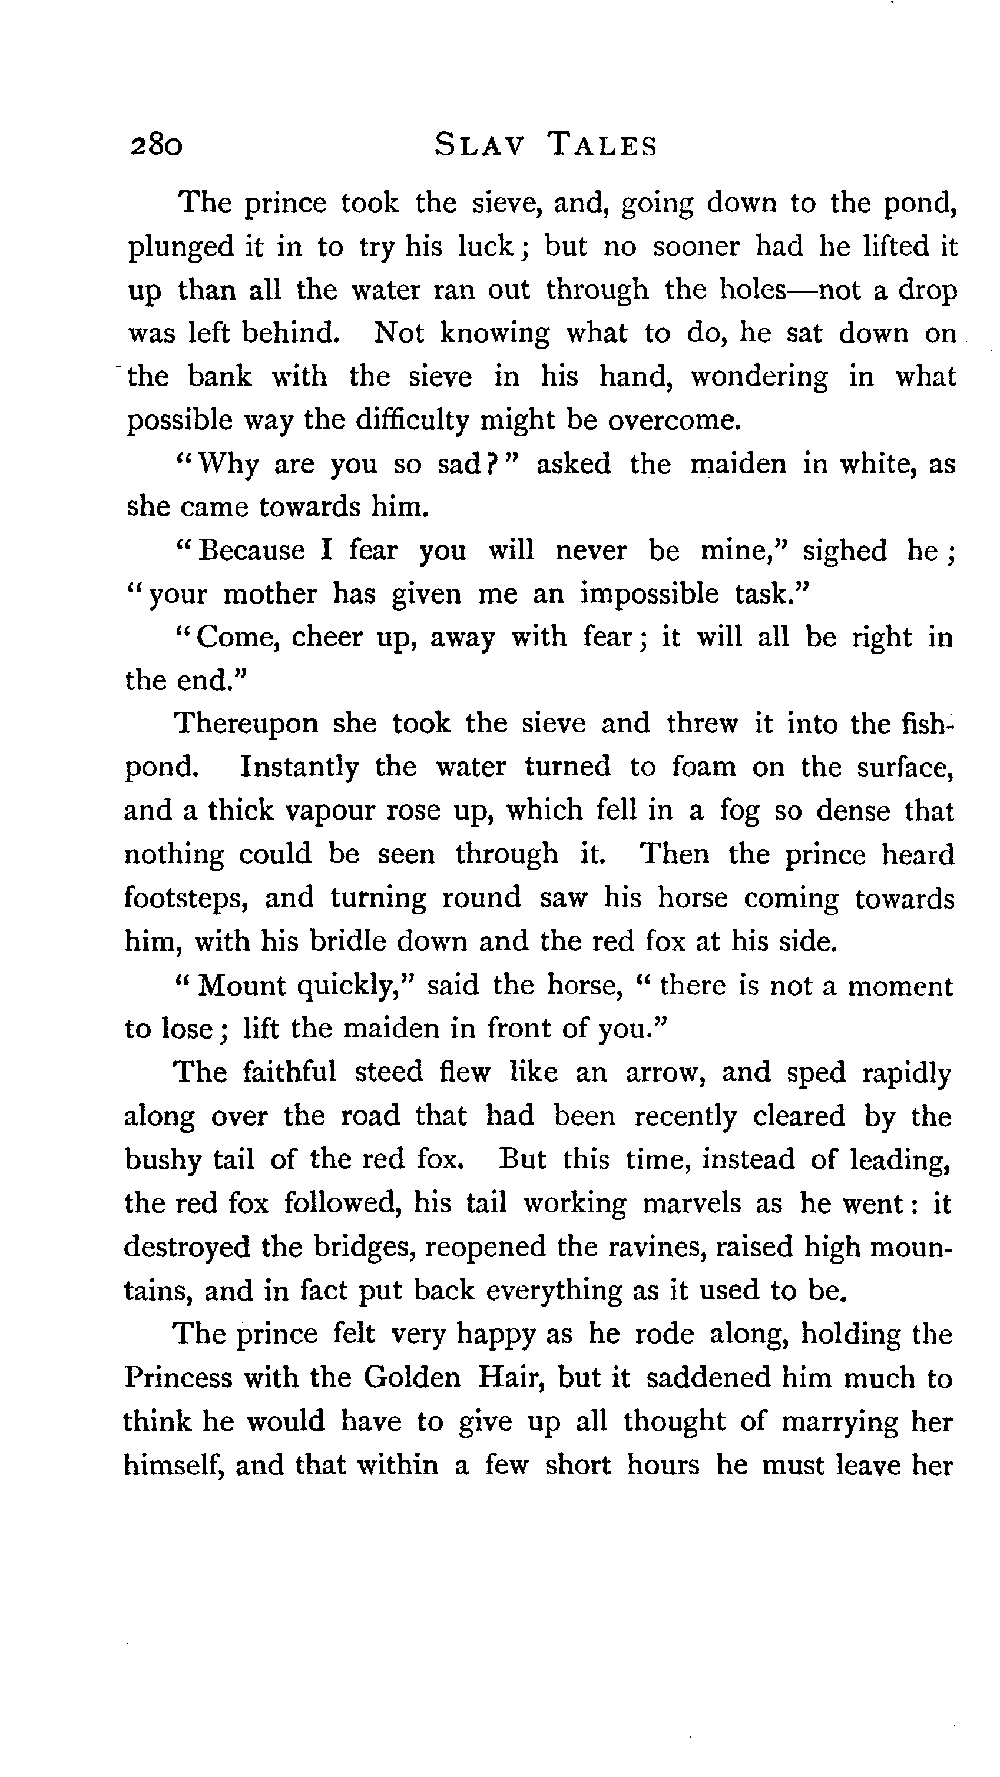 280 SLAV TALES
The prince took the sieve, and, going down to the pond,
plunged it in to try his luck; but no sooner had he lifted it
up than all the water ran out through the holes—not a drop
was left behind. Not knowing what to do, he sat down on
the bank with the sieve in his hand, wondering in what
possible way the difficulty might be overcome.
"Why are you so sad?" asked the maiden in white, as
she came towards him.
"Because I fear you will never be mine," sighed he;
"your mother has given me an impossible task."
"Come, cheer up, away with fear; it will all be right in
the end."
Thereupon she took the sieve and threw it into the fish-
pond. Instantly the water turned to foam on the surface,
and a thick vapour rose up, which fell in a fog so dense that
nothing could be seen through it. Then the prince heard
footsteps, and turning round saw his horse coming towards
him, with his bridle down and the red fox at his side.
"Mount quickly," said the horse, "there is not a moment
to lose; lift the maiden in front of you."
The faithful steed flew like an arrow, and sped rapidly
along over the road that had been recently cleared by the
bushy tail of the red fox. But this time, instead of leading,
the red fox followed, his tail working marvels as he went: it
destroyed the bridges, reopened the ravines, raised high moun-
tains, and in fact put back everything as it used to be.
The prince felt very happy as he rode along, holding the
Princess with the Golden Hair, but it saddened him much to
think he would have to give up all thought of marrying her
himself, and that within a few short hours he must leave her